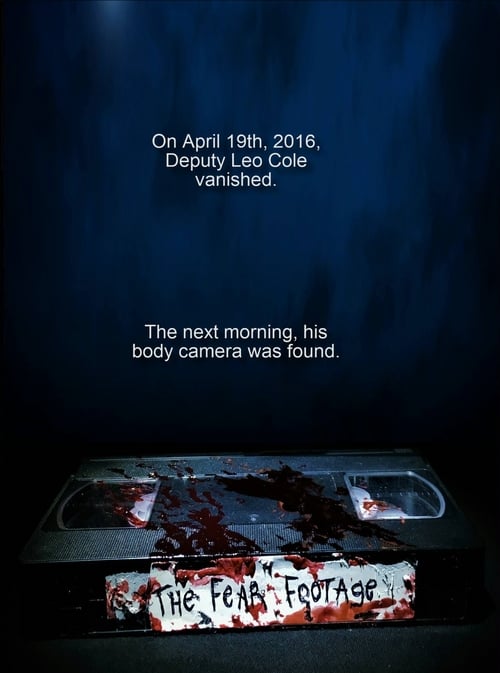 On April 19th, 2016,
Deputy Leo Cole
vanished.
The next morning, his
body camera was found.
THE FEAR FOOTAGE